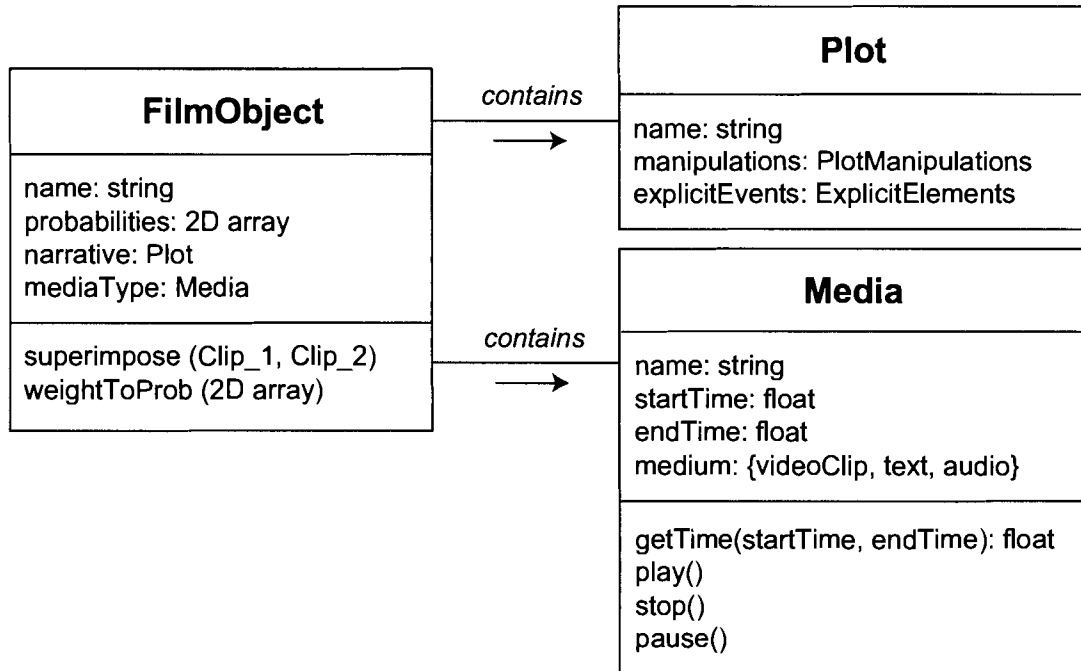 FilmObject
name: string
probabilities: 2D array
narrative: Plot
mediaType: Media
superimpose (Clip_1, Clip_2)
weightToProb (2D array)
contains
contains
Plot
name: string
manipulations: PlotManipulations
explicitEvents: ExplicitElements
Media
name: string
startTime: float
endTime: float
medium: {videoClip, text, audio}
getTime(startTime, endTime): float
play()
stop()
pause()